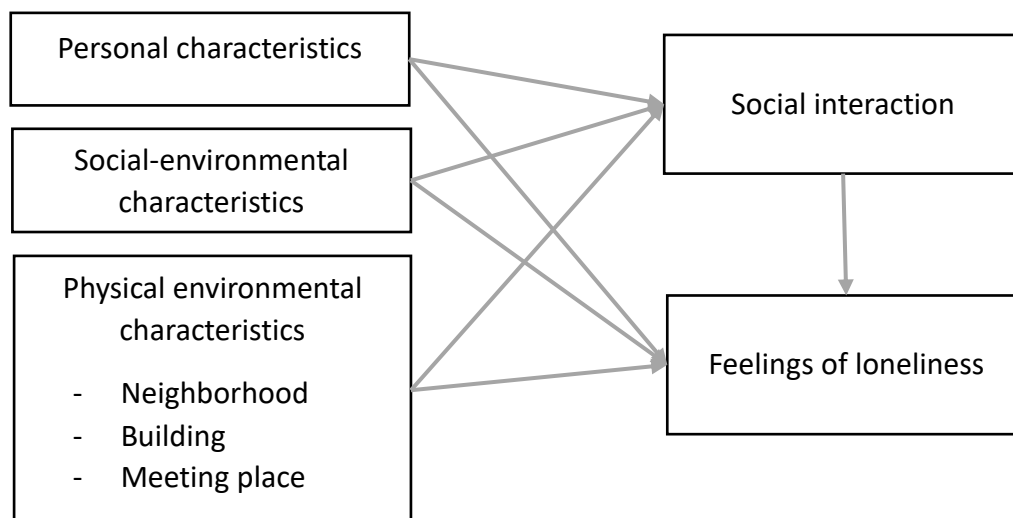 Personal characteristics
Social-environmental
characteristics
Physical environmental
characteristics
- Neighborhood
- Building
- Meeting place
Social interaction
Feelings of loneliness